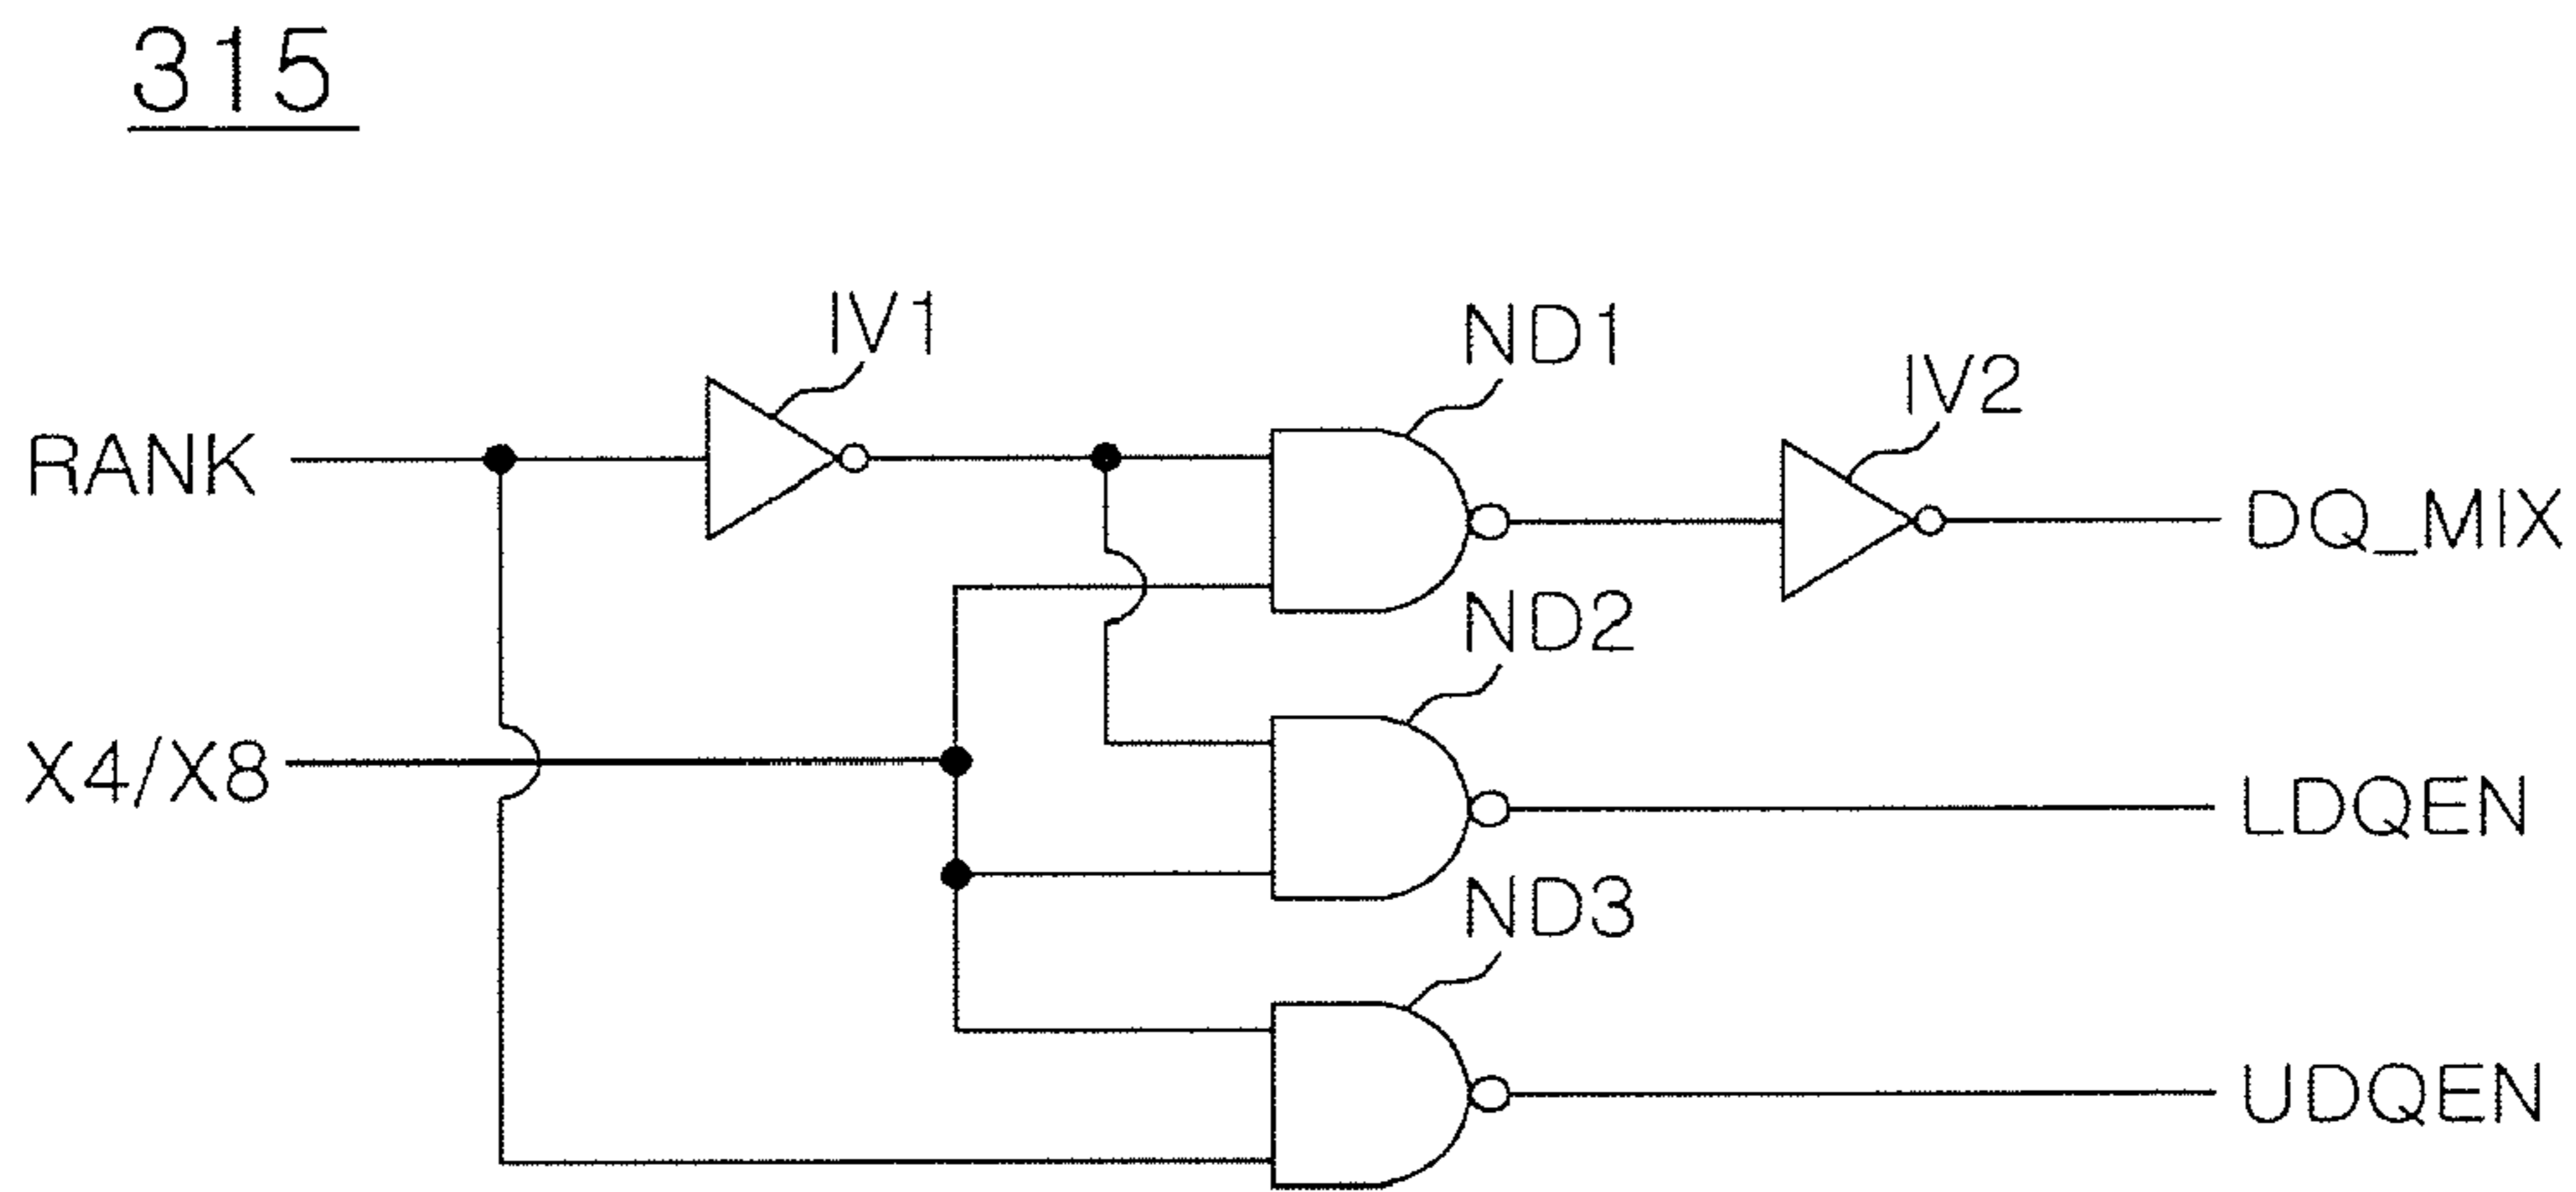 315
IV1
ND1
IV2
RANK
DQ_MIX
ND2
X4/X8
LDQEN
ND3
UDQEN